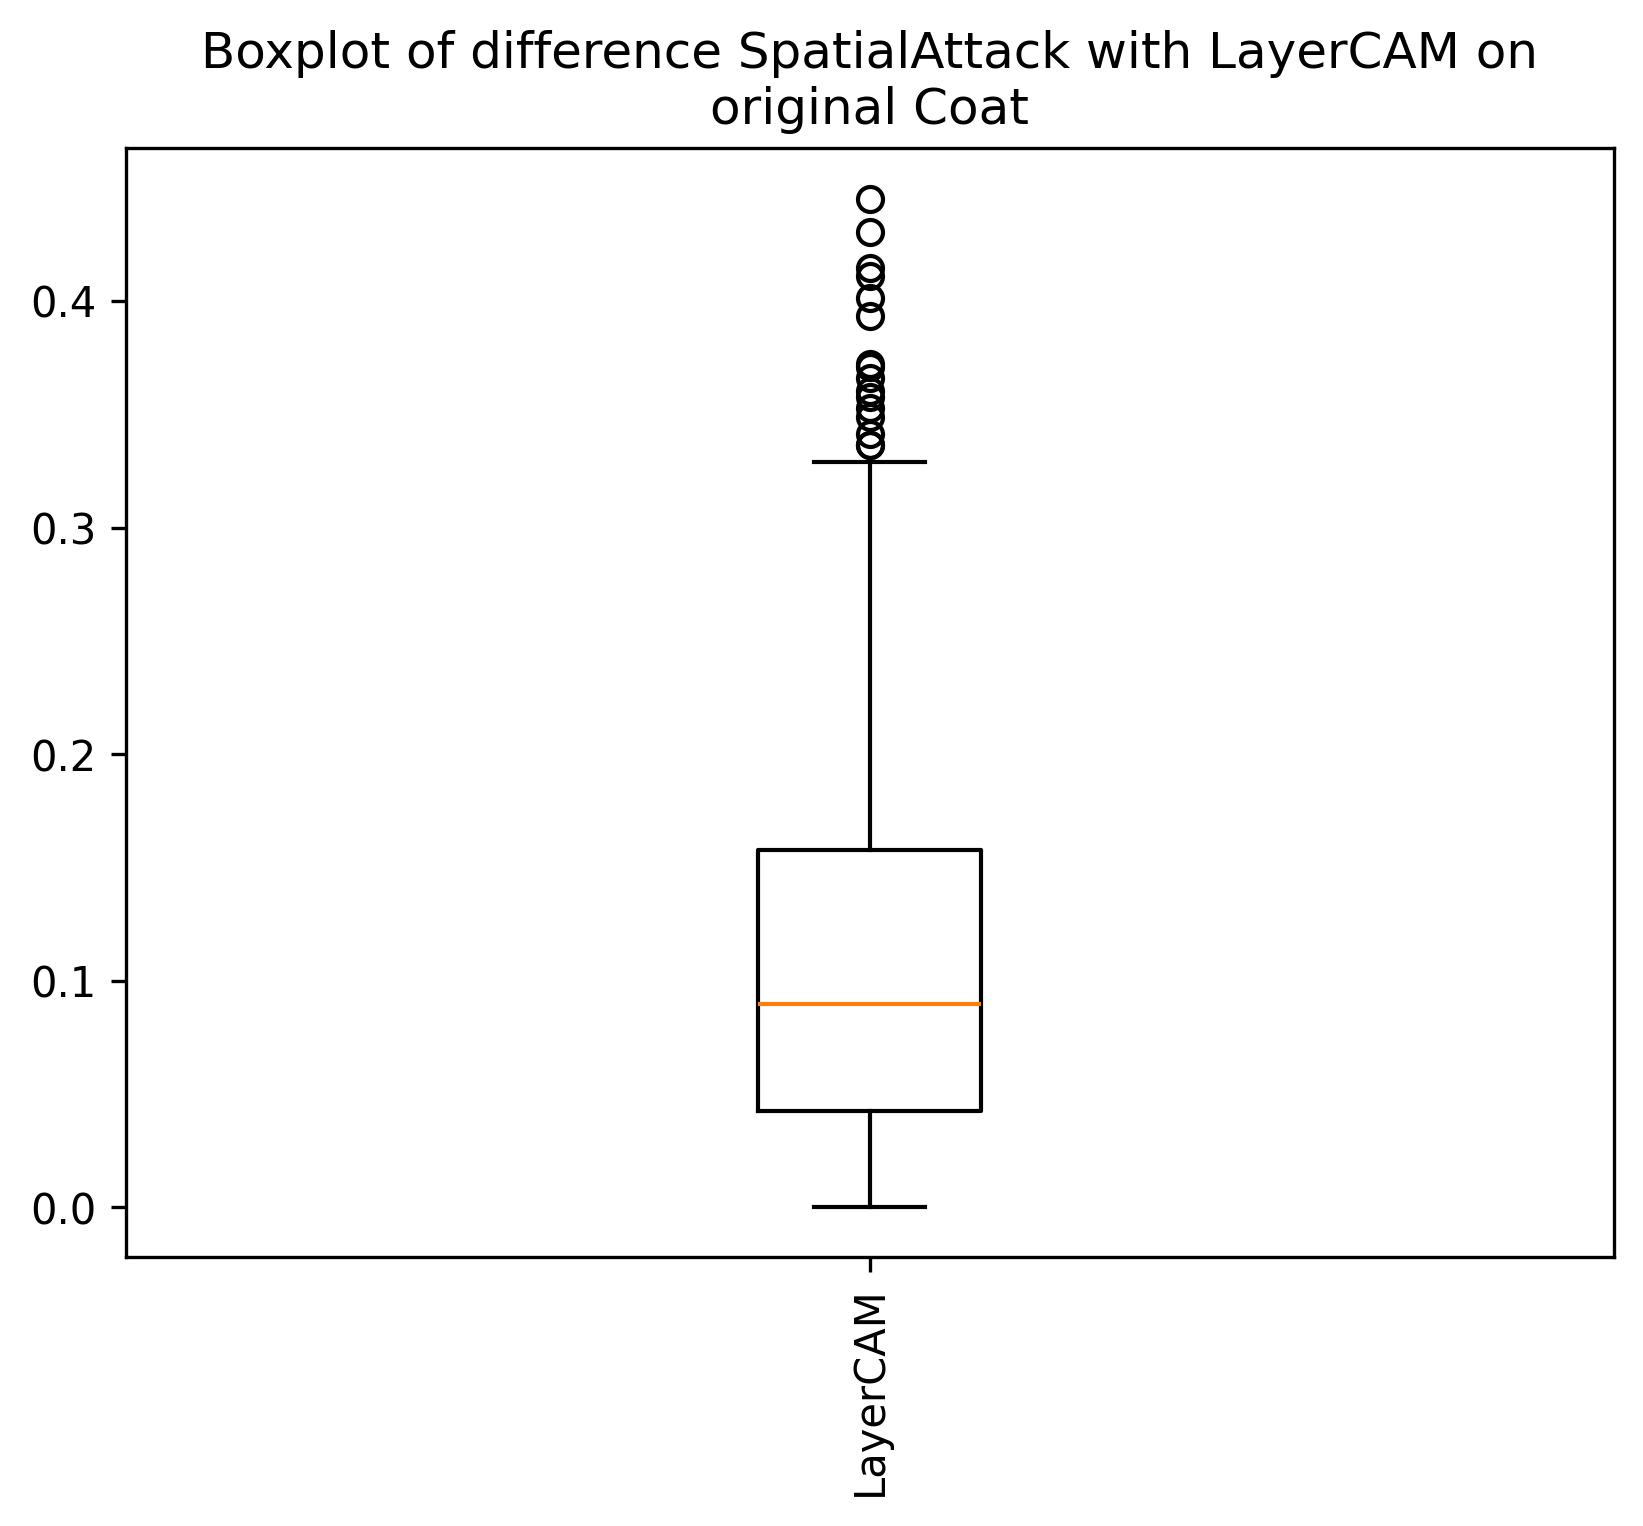 Boxplot of difference SpatialAttack with LayerCAM on
original Coat
0.4
0.3
0.2
0.1
0.0
LayerCAM